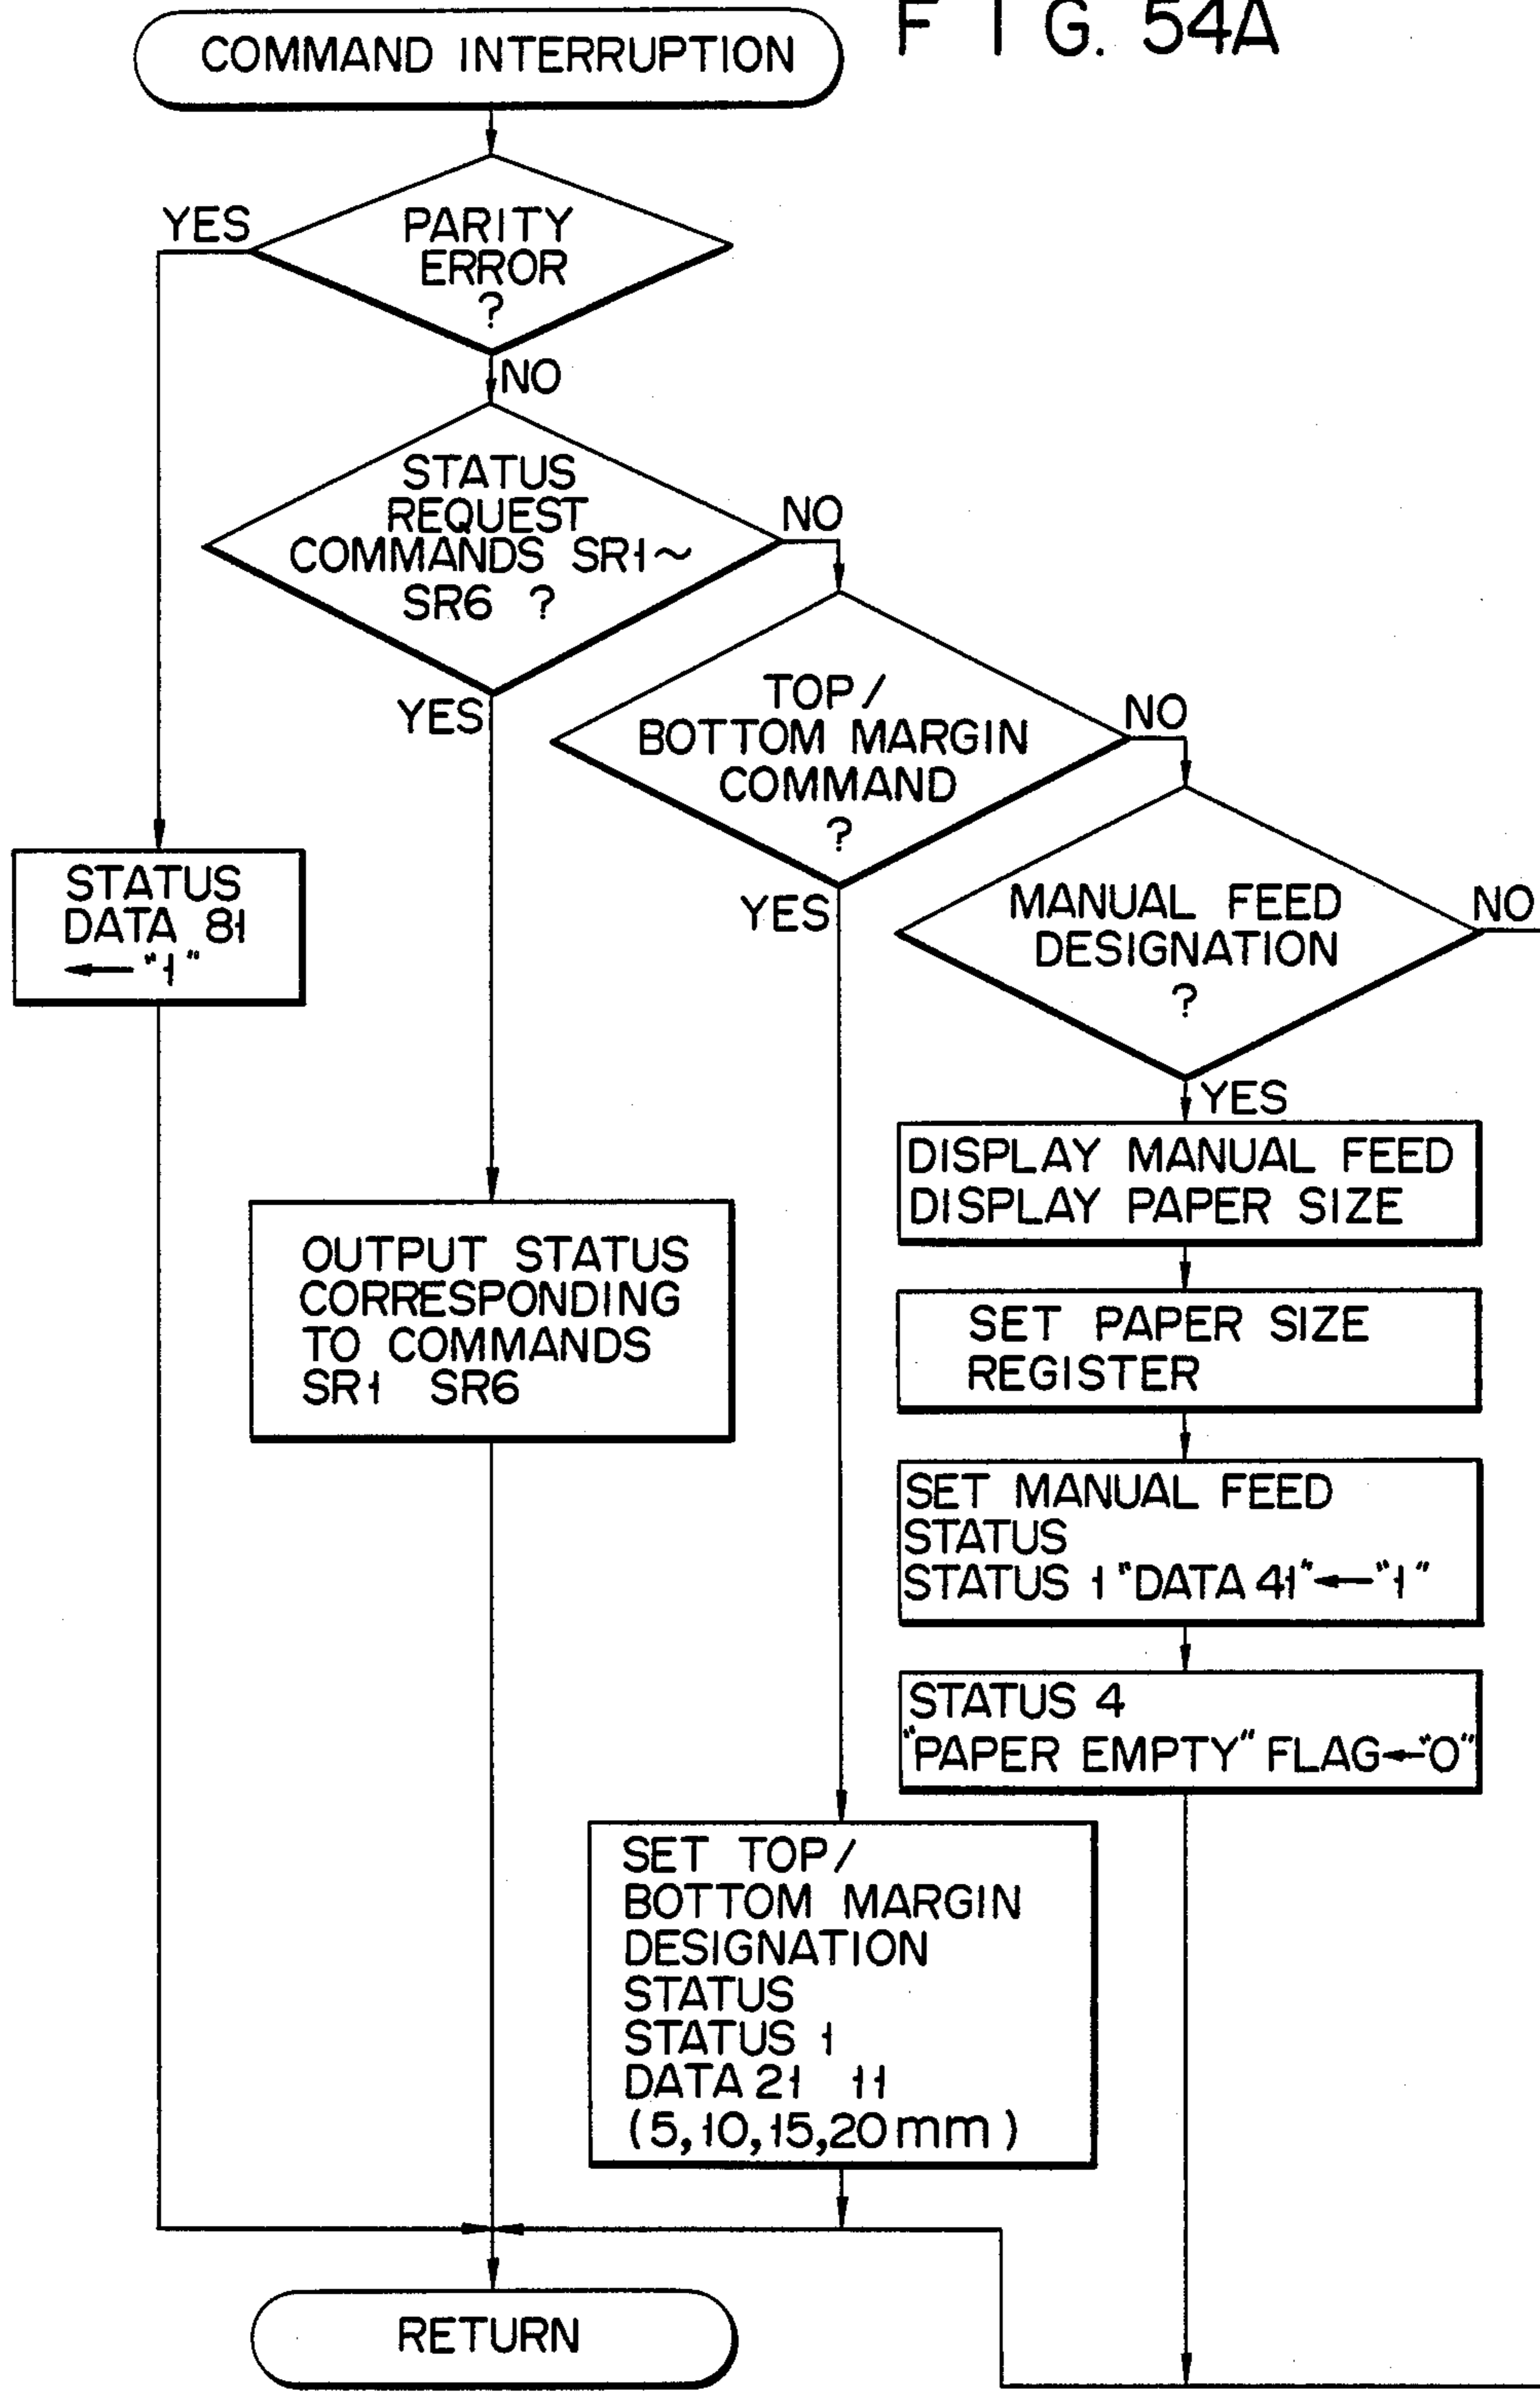 FIG. 54A
COMMAND INTERRUPTION
PARITY
ERROR
?
YES
NO
STATUS
REQUEST
COMMANDS SR1~
SR6 ?
NO
YES
TOP/
BOTTOM MARGIN
COMMAND
?
NO
YES
MANUAL FEED
DESIGNATION
?
NO
YES
STATUS
DATA 81
← "1"
OUTPUT STATUS
CORRESPONDING
TO COMMANDS
SR1 SR6
DISPLAY MANUAL FEED
DISPLAY PAPER SIZE
SET PAPER SIZE
REGISTER
SET MANUAL FEED
STATUS
STATUS 1 "DATA 41" ← "1"
STATUS 4
"PAPER EMPTY" FLAG ← "0"
SET TOP/
BOTTOM MARGIN
DESIGNATION
STATUS
STATUS 1
DATA 21 11
(5,10,15,20mm)
RETURN